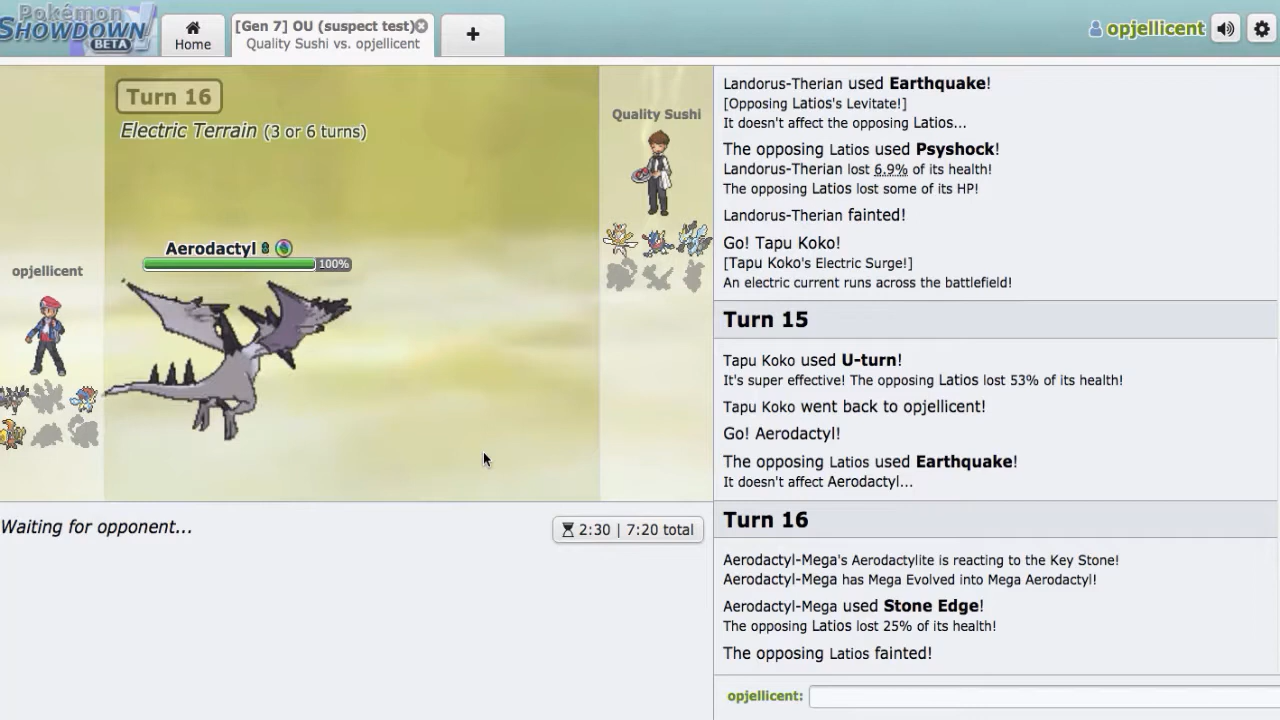 Pokémon
SHOWDOWN!
BETA
Home
[Gen 7] OU (suspect test)
Quality Sushi vs. opjellicent
+
opjellicent
Turn 16
Electric Terrain (3 or 6 turns)
Quality Sushi
Aerodactyl 8
100%
opjellicent
Waiting for opponent...
2:30 | 7:20 total
Landorus-Therian used Earthquake!
[Opposing Latios's Levitate!]
It doesn't affect the opposing Latios...
The opposing Latios used Psyshock!
Landorus-Therian lost 6.9% of its health!
The opposing Latios lost some of its HP!
Landorus-Therian fainted!
Go! Tapu Koko!
[Tapu Koko's Electric Surge!]
An electric current runs across the battlefield!
Turn 15
Tapu Koko used U-turn!
It's super effective! The opposing Latios lost 53% of its health!
Tapu Koko went back to opjellicent!
Go! Aerodactyl!
The opposing Latios used Earthquake!
It doesn't affect Aerodactyl...
Turn 16
Aerodactyl-Mega's Aerodactylite is reacting to the Key Stone!
Aerodactyl-Mega has Mega Evolved into Mega Aerodactyl!
Aerodactyl-Mega used Stone Edge!
The opposing Latios lost 25% of its health!
The opposing Latios fainted!
opjellicent: